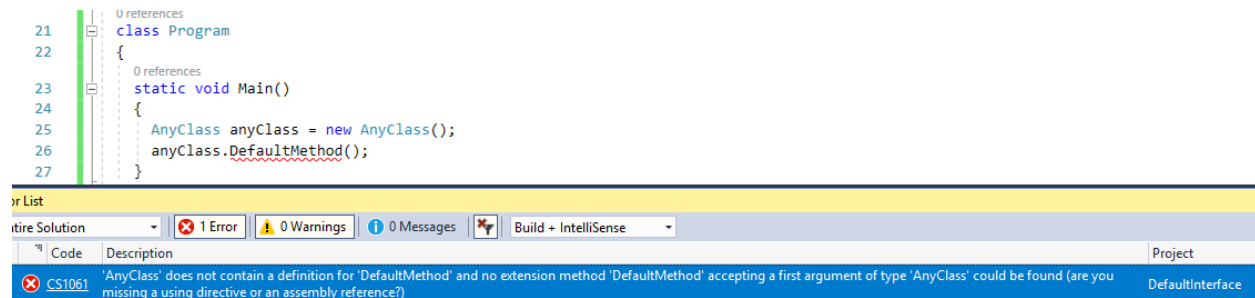 0 references
21 class Program
22 {
0 references
23 static void Main()
24 {
25 AnyClass anyClass = new AnyClass();
26 anyClass.DefaultMethod();
27 }
or List
ntire Solution 1 Error 0 Warnings 0 Messages Build + IntelliSense
Code Description Project
CS1061 'AnyClass' does not contain a definition for 'DefaultMethod' and no extension method 'DefaultMethod' accepting a first argument of type 'AnyClass' could be found (are you DefaultInterface
missing a using directive or an assembly reference?)